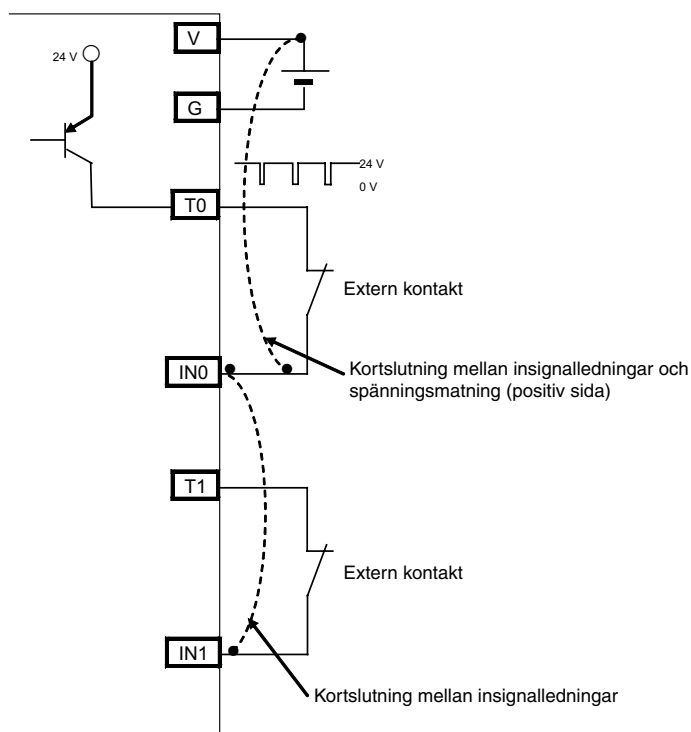 V
24 V
G
24 V
0 V
T0
Extern kontakt
Kortslutning mellan insignalledningar och
spänningsmatning (positiv sida)
IN0
T1
Extern kontakt
IN1
Kortslutning mellan insignalledningar